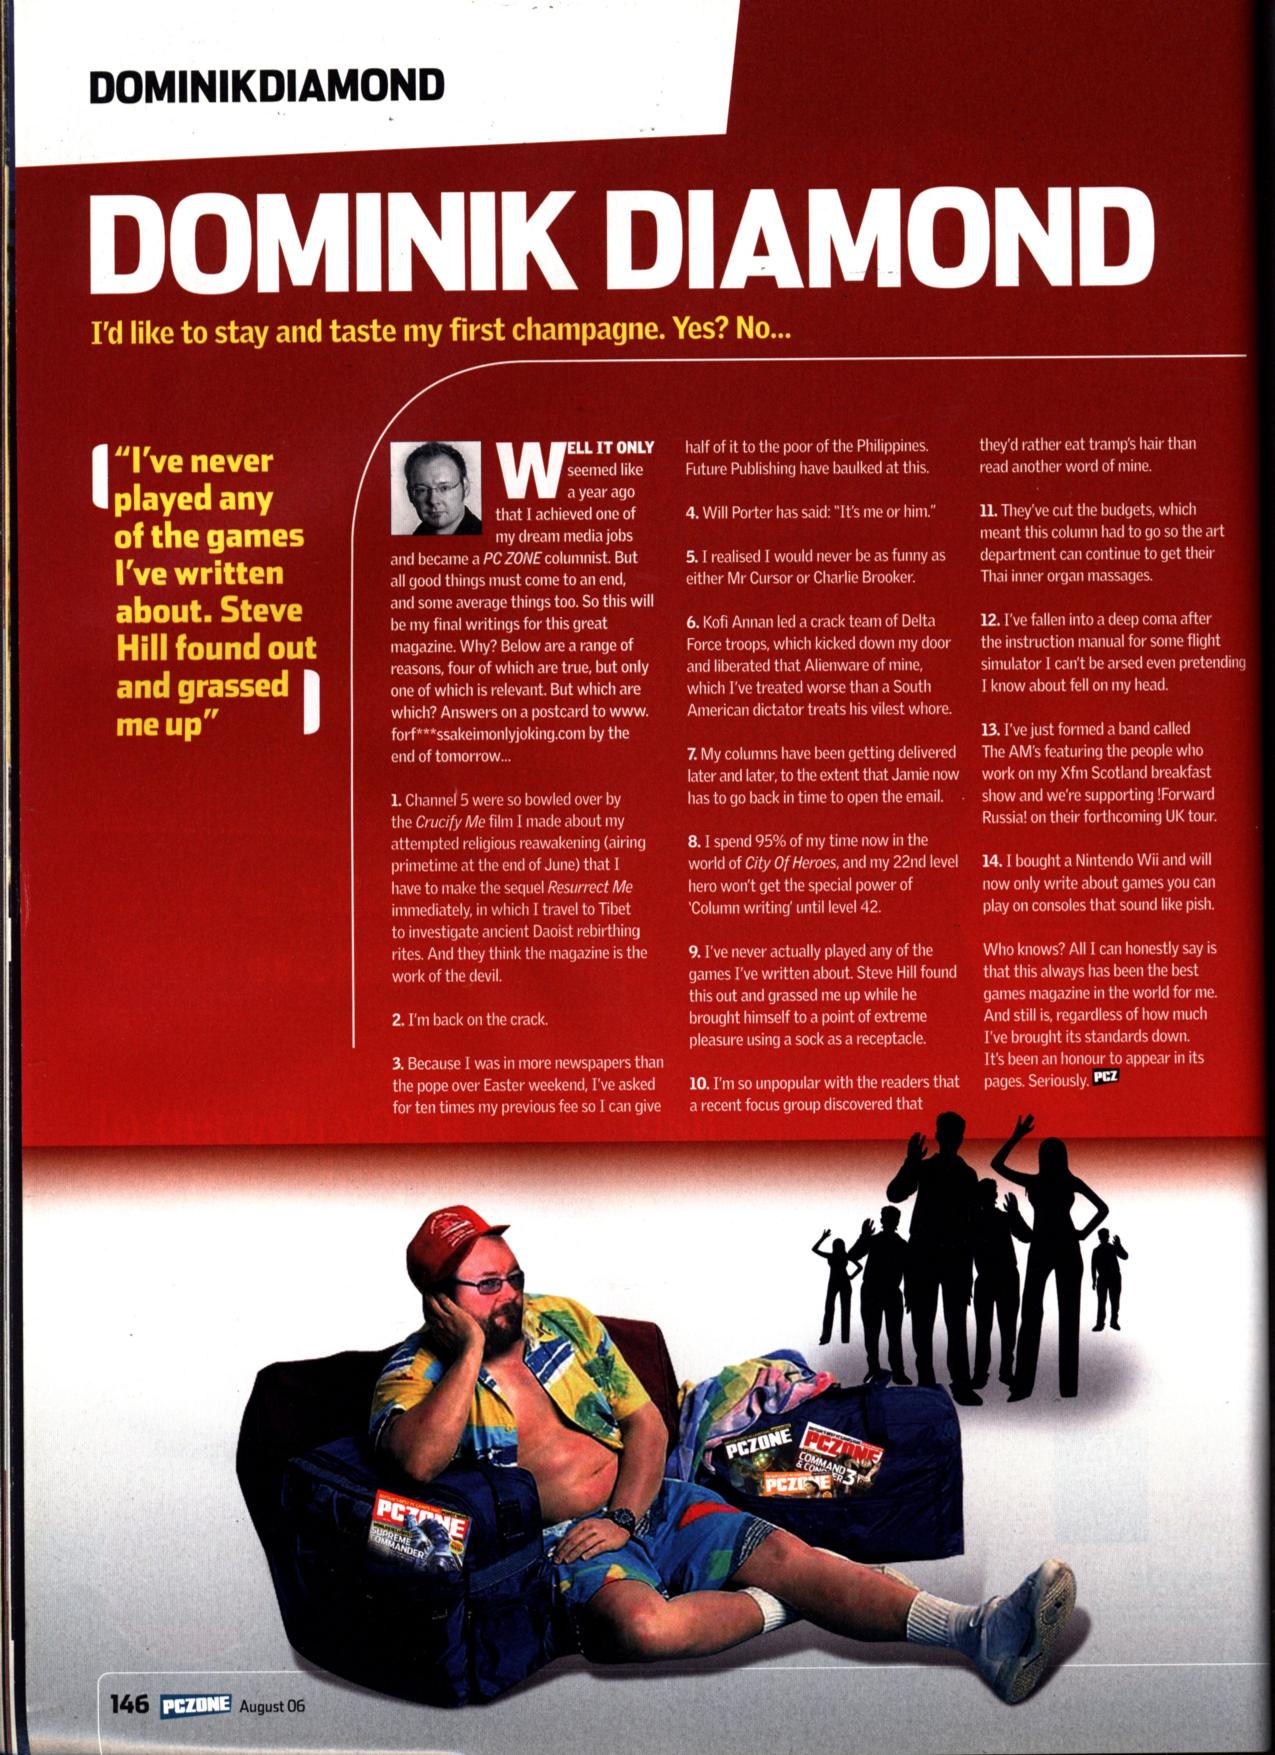 DOMINIKDIAMOND
DOMINIK DIAMOND
I'd like to stay and taste my first champagne. Yes? No...
"I've never
played any
of the games
I've written
about. Steve
Hill found out
and grassed
me up"
WELL IT ONLY
seemed like
a year ago
that I achieved one of
my dream media jobs
and became a PC ZONE columnist. But
all good things must come to an end,
and some average things too. So this will
be my final writings for this great
magazine. Why? Below are a range of
reasons, four of which are true, but only
one of which is relevant. But which are
which? Answers on a postcard to www.
forf***ssakeimonlyjoking.com by the
end of tomorrow...
1. Channel 5 were so bowled over by
the Crucify Me film I made about my
attempted religious reawakening (airing
primetime at the end of June) that I
have to make the sequel Resurrect Me
immediately, in which I travel to Tibet
to investigate ancient Daoist rebirthing
rites. And they think the magazine is the
work of the devil.
2. I'm back on the crack.
3. Because I was in more newspapers than
the pope over Easter weekend, I've asked
for ten times my previous fee so I can give
half of it to the poor of the Philippines.
Future Publishing have baulked at this.
4. Will Porter has said: "It's me or him."
5. I realised I would never be as funny as
either Mr Cursor or Charlie Brooker.
6. Kofi Annan led a crack team of Delta
Force troops, which kicked down my door
and liberated that Alienware of mine,
which I've treated worse than a South
American dictator treats his vilest whore.
7. My columns have been getting delivered
later and later, to the extent that Jamie now
has to go back in time to open the email.
8. I spend 95% of my time now in the
world of City Of Heroes, and my 22nd level
hero won't get the special power of
'Column writing' until level 42.
9. I've never actually played any of the
games I've written about. Steve Hill found
this out and grassed me up while he
brought himself to a point of extreme
pleasure using a sock as a receptacle.
10. I'm so unpopular with the readers that
a recent focus group discovered that
they'd rather eat tramp's hair than
read another word of mine.
11. They've cut the budgets, which
meant this column had to go so the art
department can continue to get their
Thai inner organ massages.
12. I've fallen into a deep coma after
the instruction manual for some flight
simulator I can't be arsed even pretending
I know about fell on my head.
13. I've just formed a band called
The AM's featuring the people who
work on my Xfm Scotland breakfast
show and we're supporting !Forward
Russia! on their forthcoming UK tour.
14. I bought a Nintendo Wii and will
now only write about games you can
play on consoles that sound like pish.
Who knows? All I can honestly say is
that this always has been the best
games magazine in the world for me.
And still is, regardless of how much
I've brought its standards down.
It's been an honour to appear in its
pages. Seriously. PCZ
PCZONE
PCZONE
COMMAND
& CONQUER 3
PCZONE
PCZONE
SUPREME
COMMANDER
146 PCZONE August 06